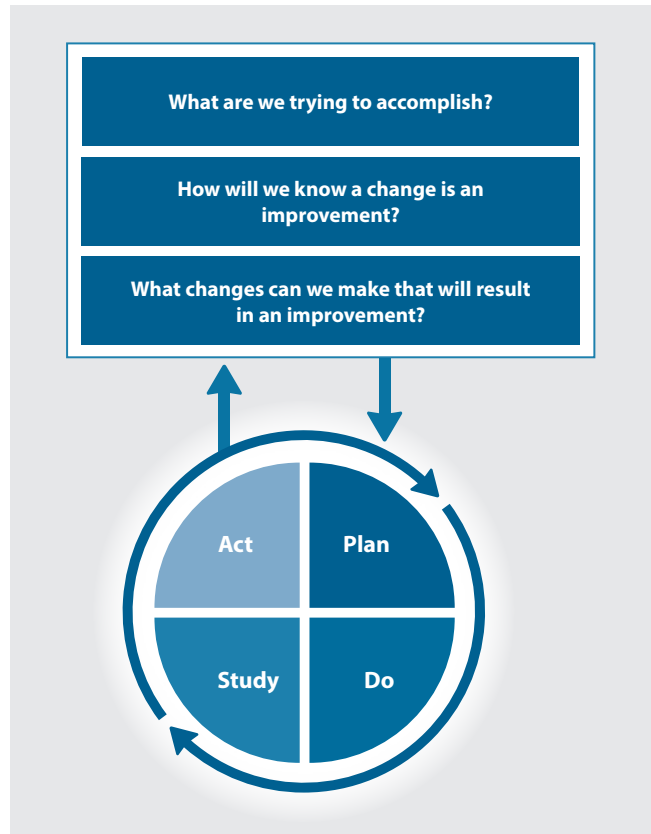 What are we trying to accomplish?
How will we know a change is an
improvement?
What changes can we make that will result
in an improvement?
Act
Plan
Study
Do